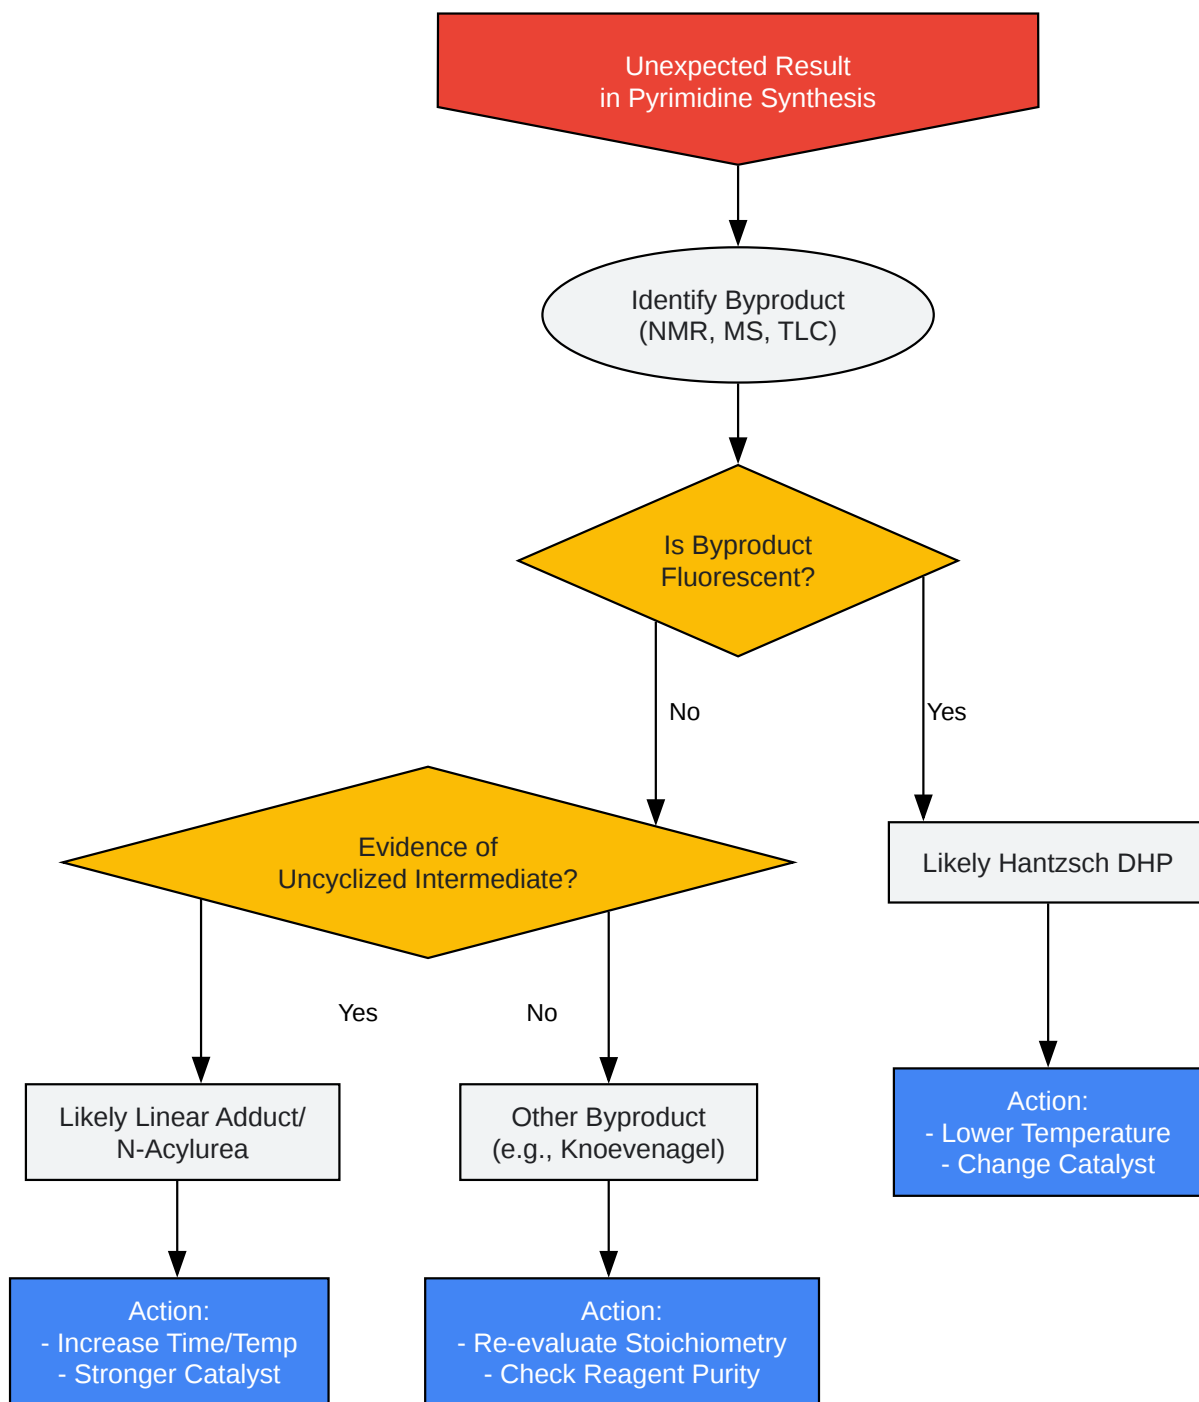 Unexpected Result
in Pyrimidine Synthesis
Identify Byproduct
(NMR, MS, TLC)
Is Byproduct
Fluorescent?
No
Yes
Evidence of
Uncyclized Intermediate?
Likely Hantzsch DHP
Yes
No
Likely Linear Adduct/
N-Acylurea
Other Byproduct
(e.g., Knoevenagel)
Action:
- Lower Temperature
- Change Catalyst
Action:
- Increase Time/Temp
- Stronger Catalyst
Action:
- Re-evaluate Stoichiometry
- Check Reagent Purity